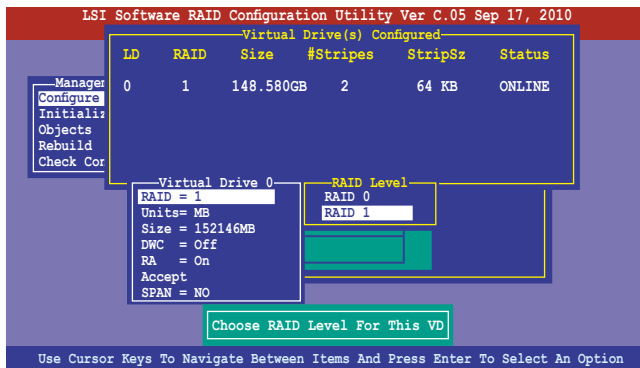 LSI Software RAID Configuration Utility Ver C.05 Sep 17, 2010
Virtual Drive(s) Configured
LD RAID Size #Stripes StripSz Status
0 1 148.580GB 2 64 KB ONLINE
Managem
Configure
Initializ
Objects
Rebuild
Check Con
Virtual Drive 0
RAID = 1
Units= MB
Size = 152146MB
DWC = Off
RA = On
Accept
SPAN = NO
RAID Level
RAID 0
RAID 1
Choose RAID Level For This VD
Use Cursor Keys To Navigate Between Items And Press Enter To Select An Option